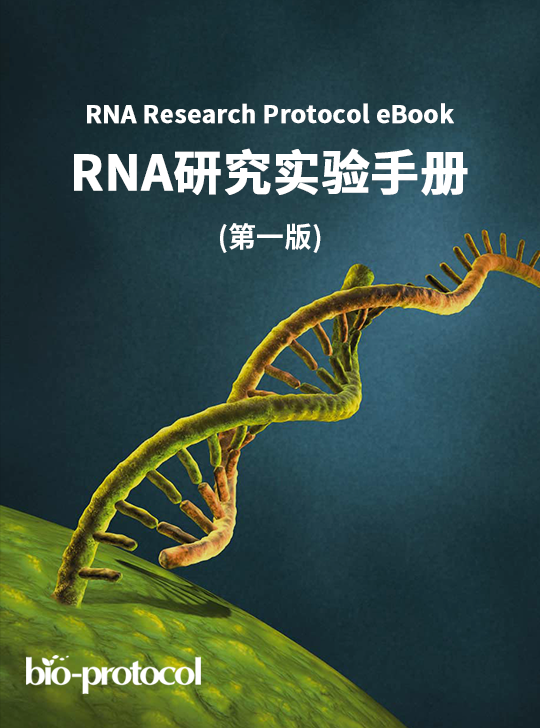 RNA Research Protocol eBook
RNA研究实验手册
(第一版)
bio-protocol